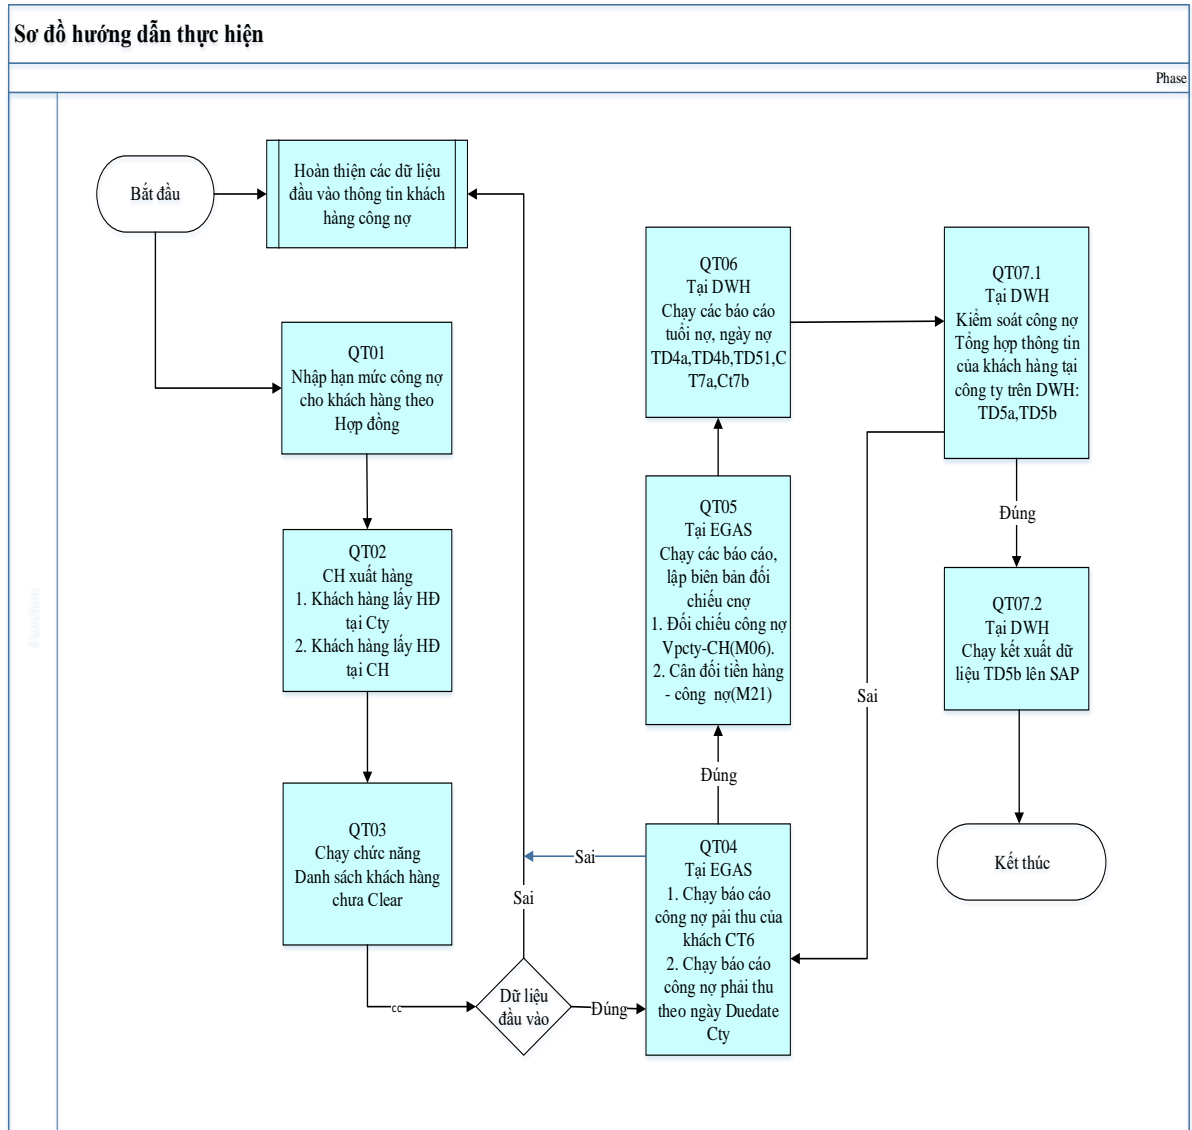 Sơ đồ hướng dẫn thực hiện
Phase
Bắt đầu
Hoàn thiện các dữ liệu
đầu vào thông tin khách
hàng công nợ
QT01
Nhập hạn mức công nợ
cho khách hàng theo
Hợp đồng
QT02
CH xuất hàng
1. Khách hàng lấy HĐ
tại Cty
2. Khách hàng lấy HĐ
tại CH
QT03
Chạy chức năng
Danh sách khách hàng
chưa Clear
cc
Dữ liệu
đầu vào
Sai
Đúng
Sai
QT04
Tại EGAS
1. Chạy báo cáo
công nợ pải thu của
khách CT6
2. Chạy báo cáo
công nợ phải thu
theo ngày Duedate
Cty
Đúng
QT05
Tại EGAS
Chạy các báo cáo,
lập biên bản đối
chiếu cnợ
1. Đối chiếu công nợ
Vpcty-CH(M06).
2. Cân đối tiền hàng
- công nợ(M21)
QT06
Tại DWH
Chạy các báo cáo
tuổi nợ, ngày nợ
TD4a,TD4b,TD51,C
T7a,Ct7b
QT07.1
Tại DWH
Kiểm soát công nợ
Tổng hợp thông tin
của khách hàng tại
công ty trên DWH:
TD5a,TD5b
Sai
Đúng
QT07.2
Tại DWH
Chạy kết xuất dữ
liệu TD5b lên SAP
Kết thúc